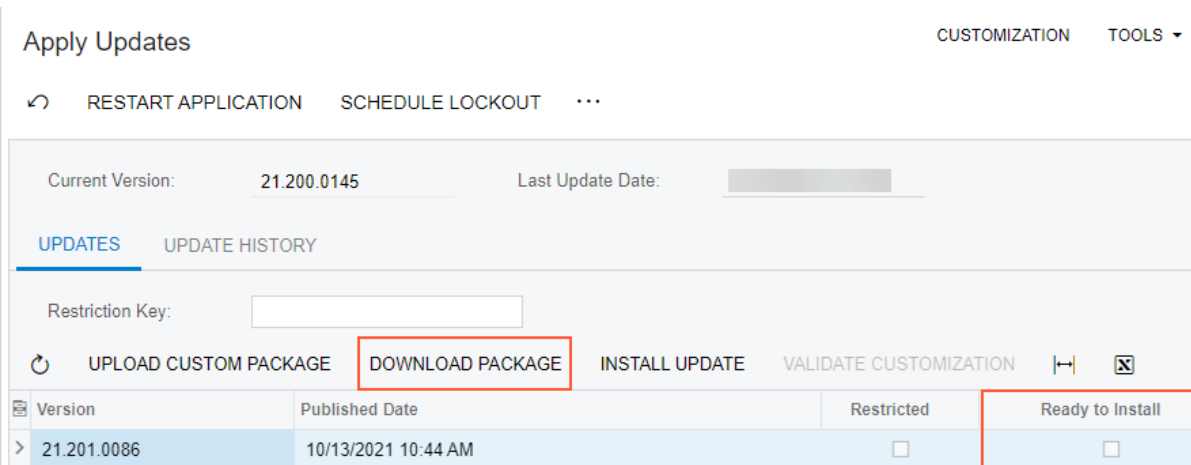 Apply Updates
CUSTOMIZATION TOOLS
RESTART APPLICATION SCHEDULE LOCKOUT ...
Current Version: 21.200.0145 Last Update Date:
UPDATES UPDATE HISTORY
Restriction Key:
UPLOAD CUSTOM PACKAGE DOWNLOAD PACKAGE INSTALL UPDATE VALIDATE CUSTOMIZATION X
Version Published Date Restricted Ready to Install
21.201.0086 10/13/2021 10:44 AM